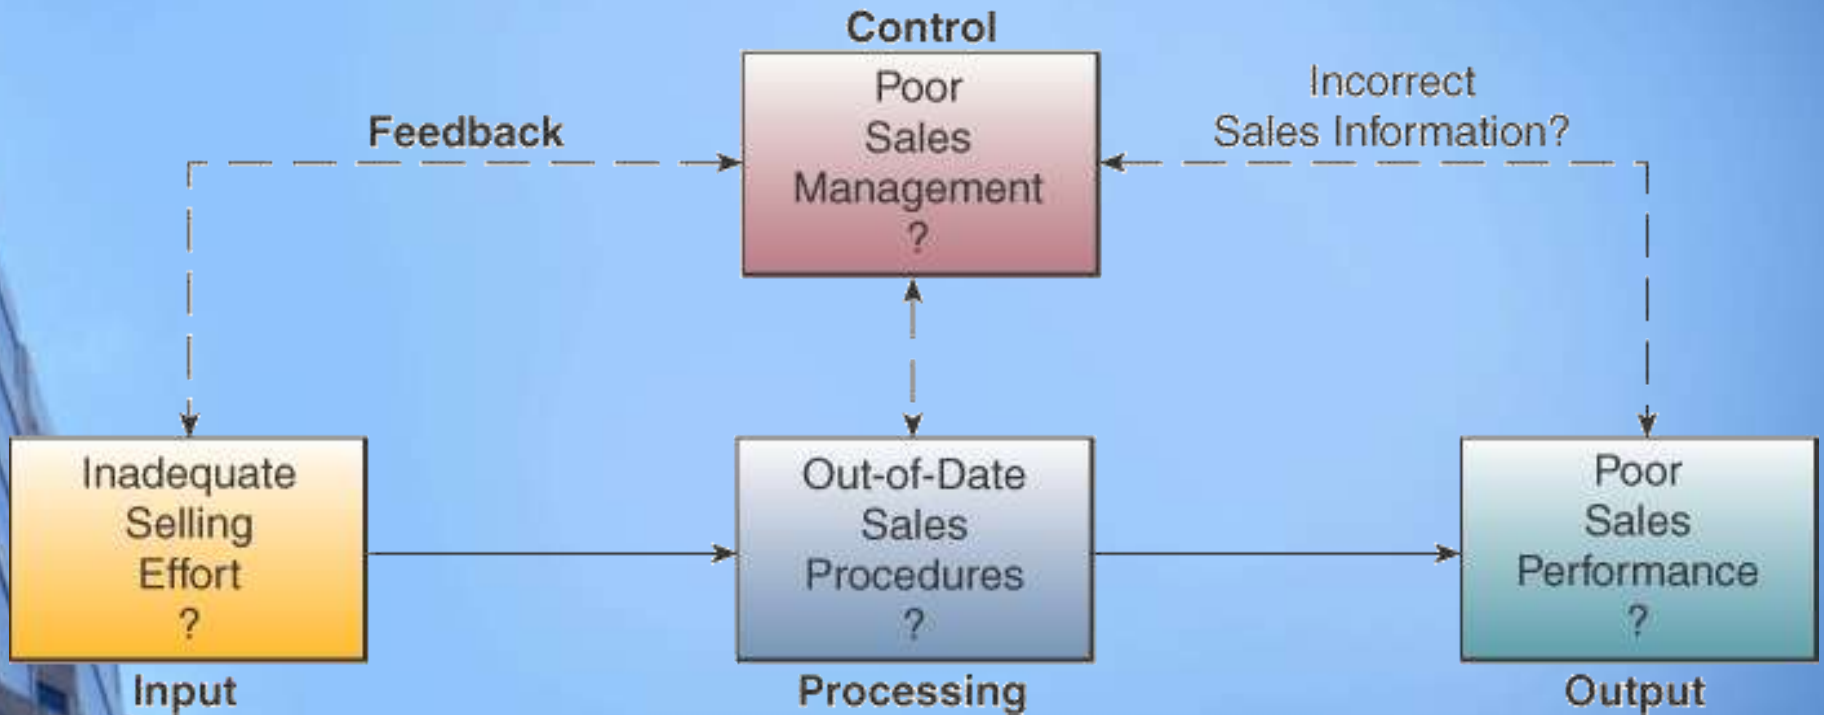 Control
Poor
Sales
Management
?
Feedback
Incorrect
Sales Information?
Inadequate
Selling
Effort
?
Input
Out-of-Date
Sales
Procedures
?
Processing
Poor
Sales
Performance
?
Output